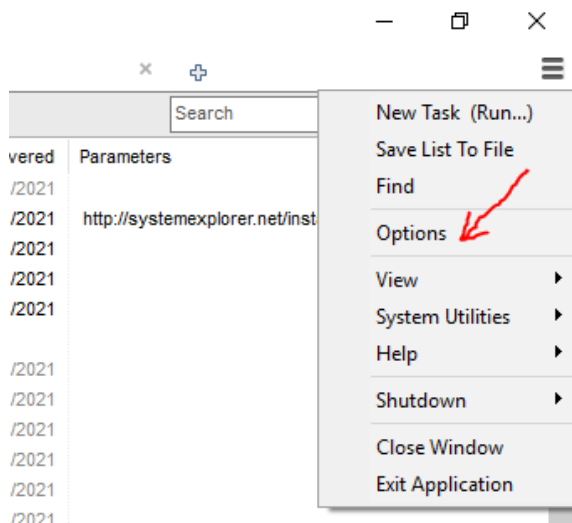 Search
New Task (Run...)
Save List To File
Find
Options
View
System Utilities
Help
Shutdown
Close Window
Exit Application
vered Parameters
/2021
/2021 http://systemexplorer.net/inst
/2021
/2021
/2021
/2021
/2021
/2021
/2021
/2021
/2021